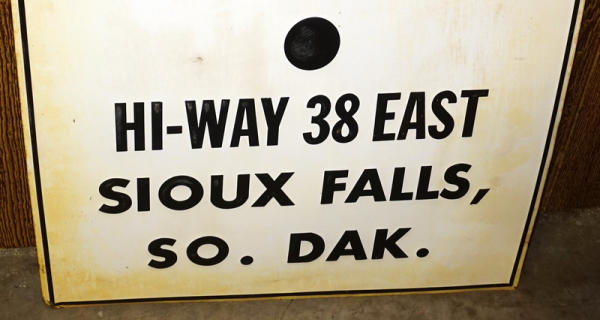 HI-WAY 38 EAST
SIOUX FALLS,
SO. DAK.